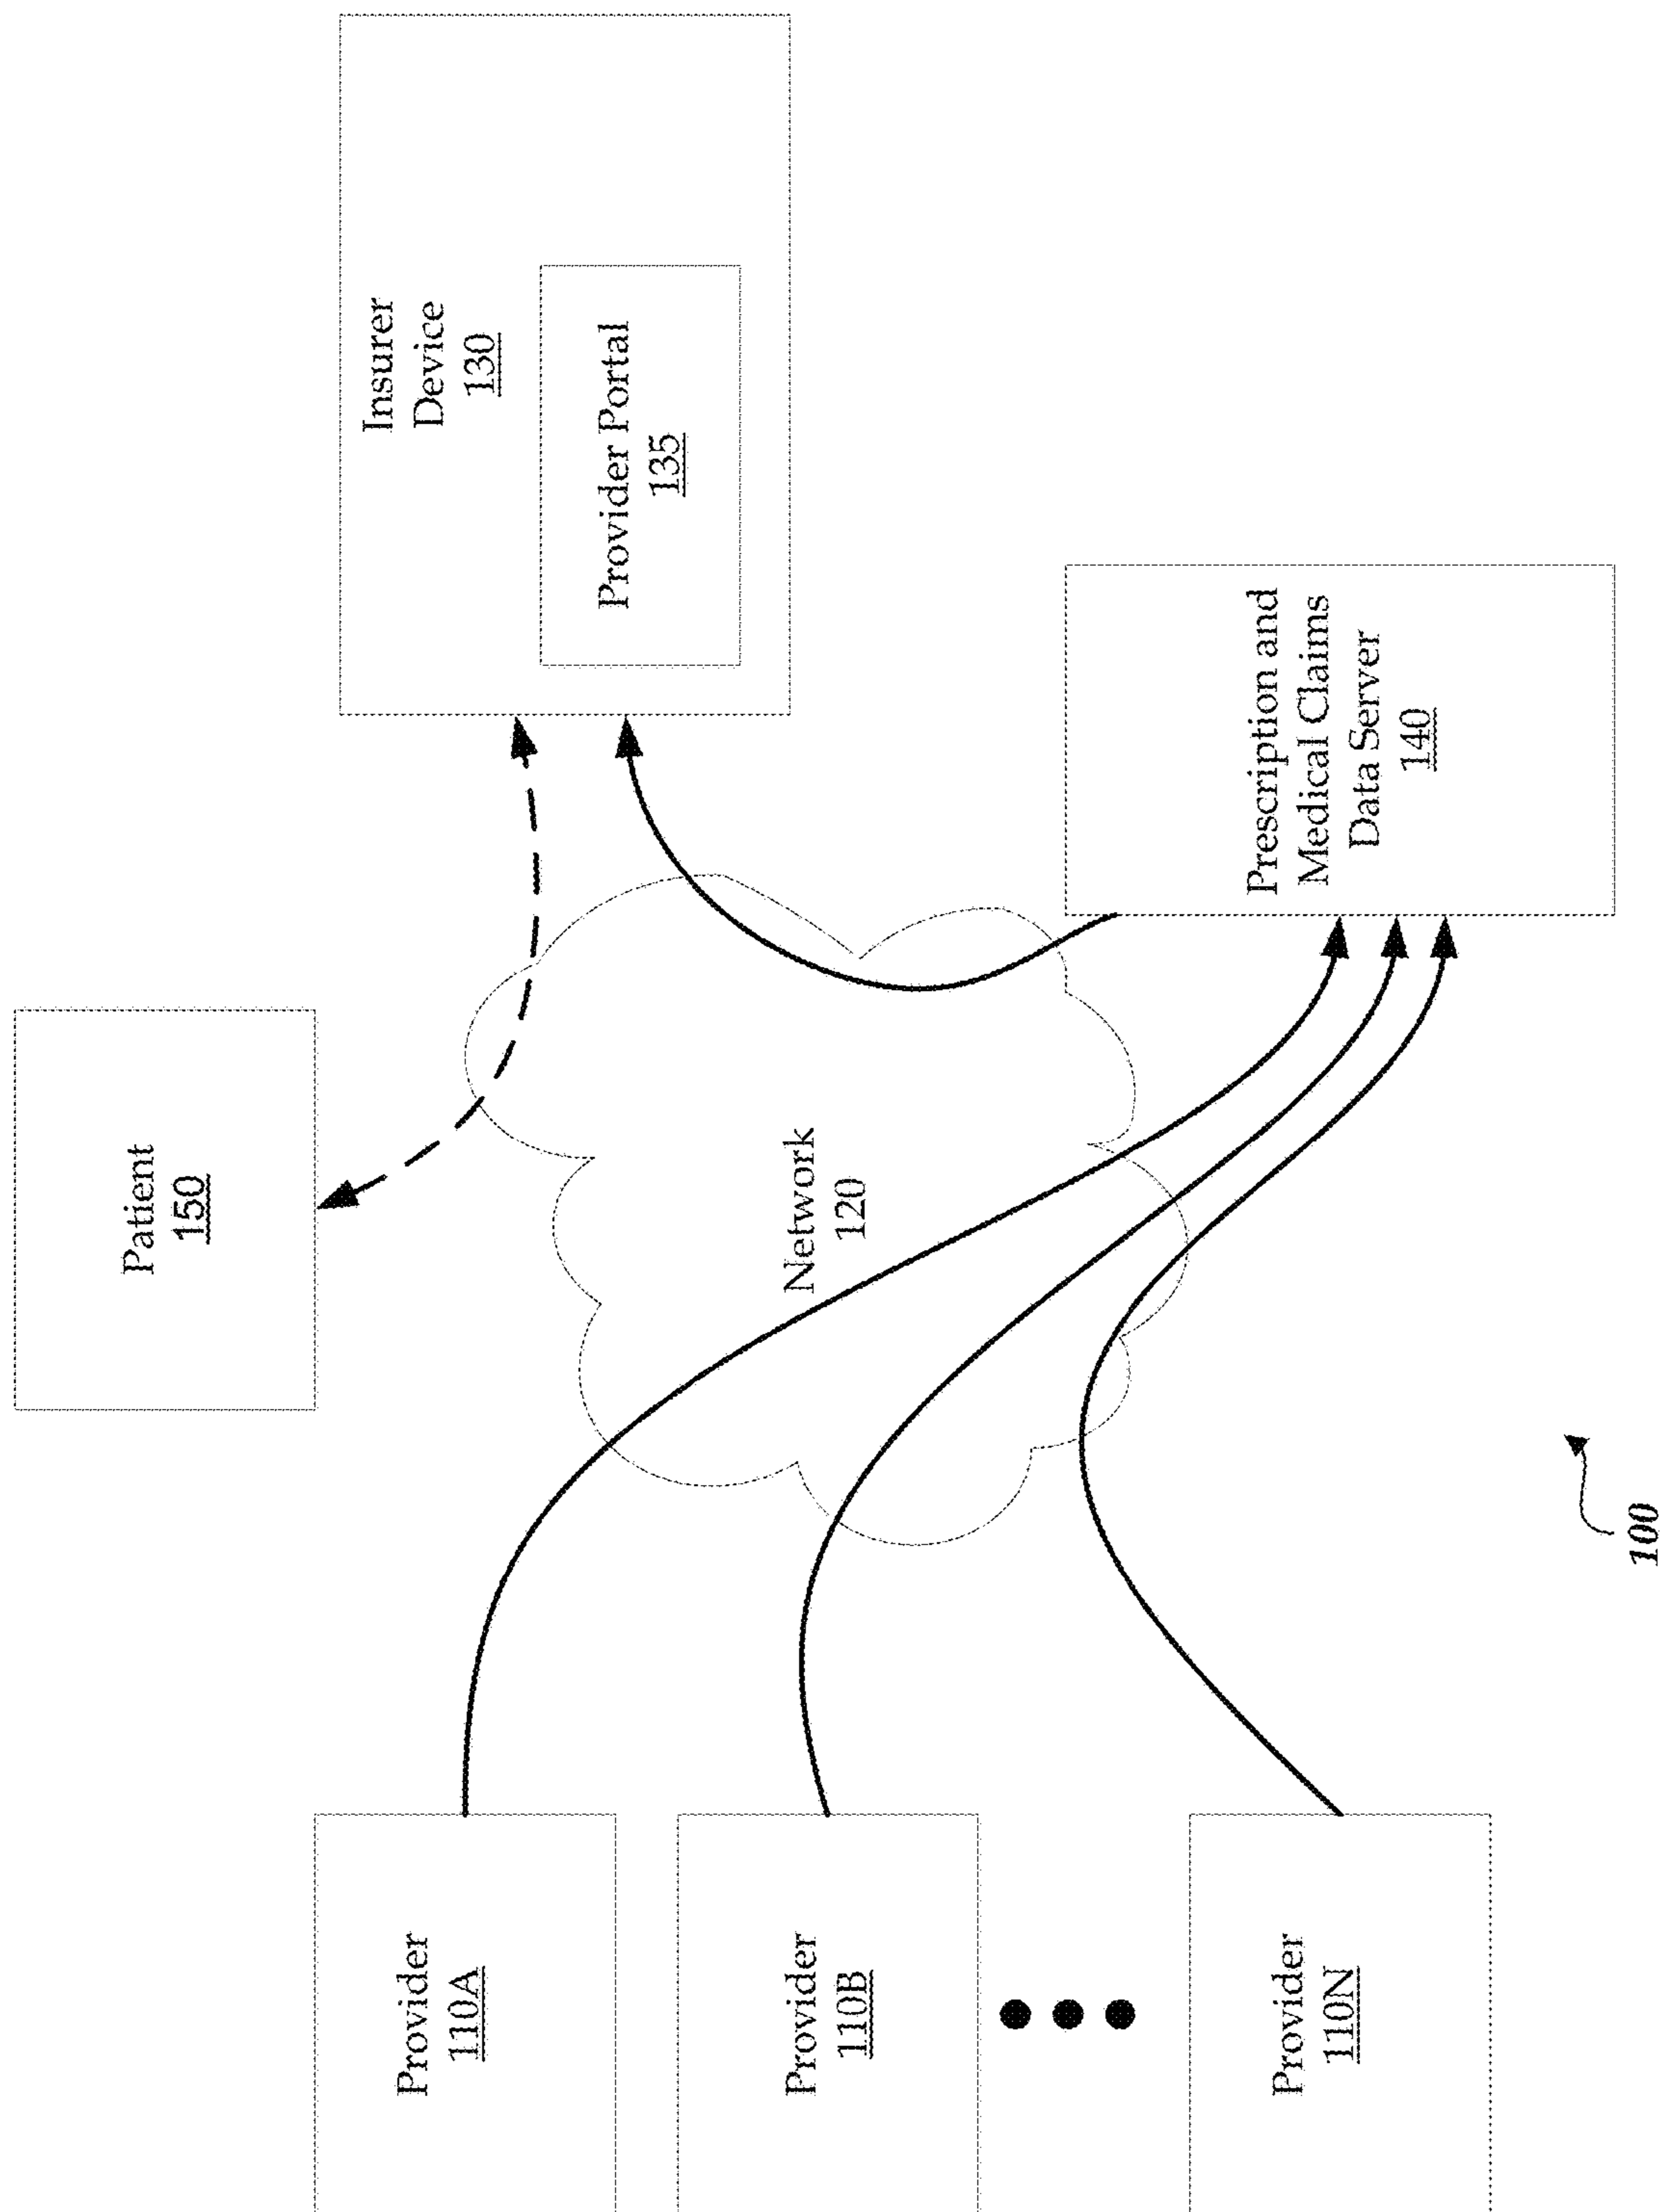 Patient
150
Insurer
Device
130
Provider Portal
135
Provider
110A
Network
120
Provider
110B
Prescription and
Medical Claims
Data Server
140
Provider
110N
100